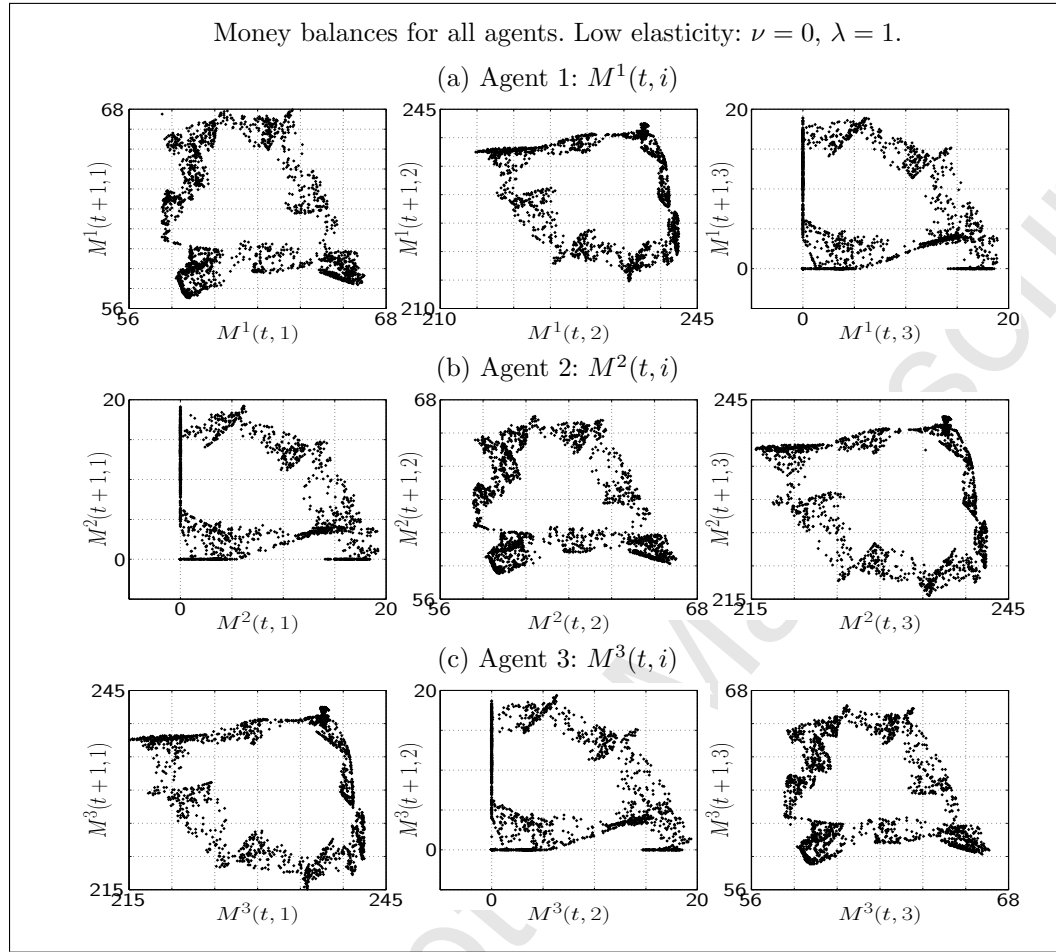 Money balances for all agents. Low elasticity: ν = 0, λ = 1.
(a) Agent 1: M¹(t, i)
68
M¹(t + 1, 1)
56
56
68
M¹(t, 1)
245
M¹(t + 1, 2)
210
210
245
M¹(t, 2)
20
M¹(t + 1, 3)
0
0
20
M¹(t, 3)
(b) Agent 2: M²(t, i)
20
M²(t + 1, 1)
0
0
20
M²(t, 1)
68
M²(t + 1, 2)
56
56
68
M²(t, 2)
245
M²(t + 1, 3)
215
215
245
M²(t, 3)
(c) Agent 3: M³(t, i)
245
M³(t + 1, 1)
215
215
245
M³(t, 1)
20
M³(t + 1, 2)
0
0
20
M³(t, 2)
68
M³(t + 1, 3)
56
56
68
M³(t, 3)